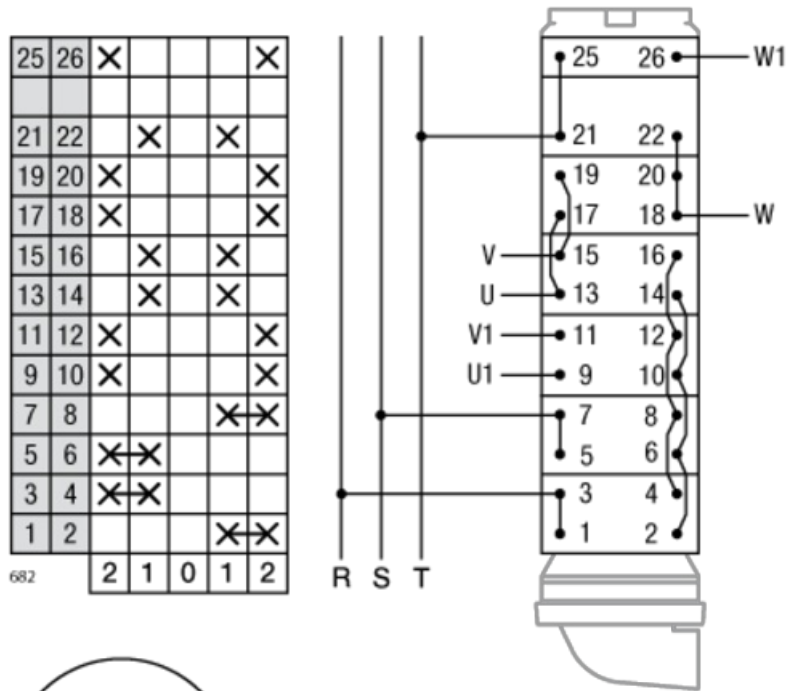 25 26 X X 25 26 W1
21 22 X X 21 22
19 20 X X 19 20
17 18 X X 17 18 W
15 16 X X V 15 16
13 14 X X U 13 14
11 12 X X V1 11 12
9 10 X X U1 9 10
7 8 X X 7 8
5 6 X X 5 6
3 4 X X 3 4
1 2 X X 1 2
682 2 1 0 1 2 R S T